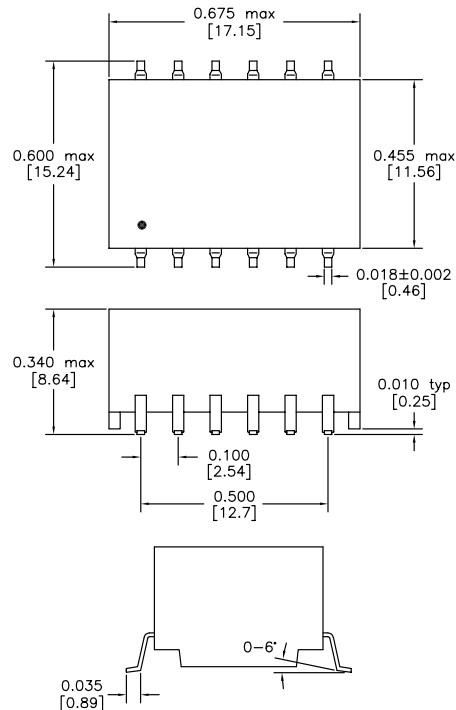 0.675 max
[17.15]
0.600 max
[15.24]
0.455 max
[11.56]
0.018±0.002
[0.46]
0.340 max
[8.64]
0.010 typ
[0.25]
0.100
[2.54]
0.500
[12.7]
0-6°
0.035
[0.89]